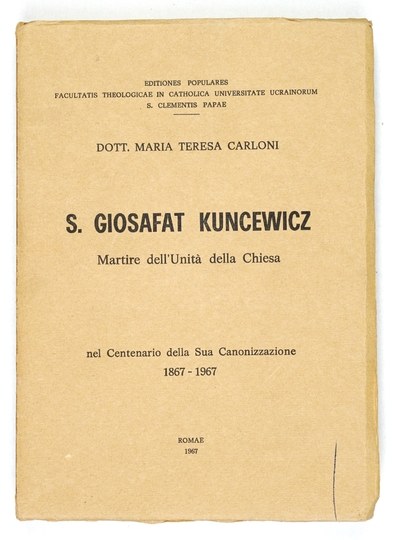 EDITIONES POPULARES
FACULTATIS THEOLOGICAE IN CATHOLICA UNIVERSITATE UCRAINORUM
S. CLEMENTIS PAPAE
DOTT. MARIA TERESA CARLONI
S. GIOSAFAT KUNCEWICZ
Martire dell'Unità della Chiesa
nel Centenario della Sua Canonizzazione
1867 - 1967
ROMAE
1967